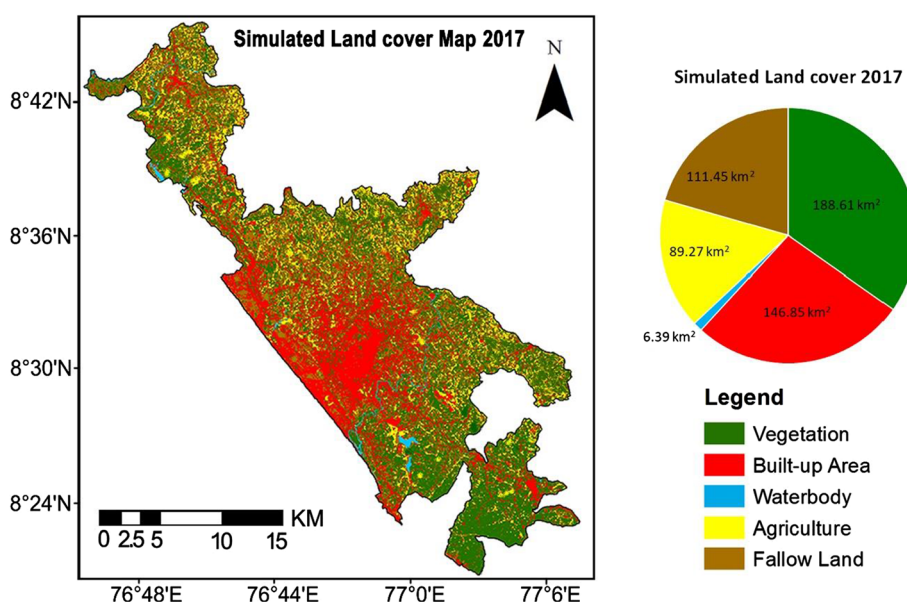 Simulated Land cover Map 2017
N
8°42'N
8°36'N
8°30'N
8°24'N
0 2.5 5 10 15 KM
76°48'E 76°44'E 77°0'E 77°6'E
Simulated Land cover 2017
111.45 km²
188.61 km²
89.27 km²
146.85 km²
6.39 km²
Legend
Vegetation
Built-up Area
Waterbody
Agriculture
Fallow Land